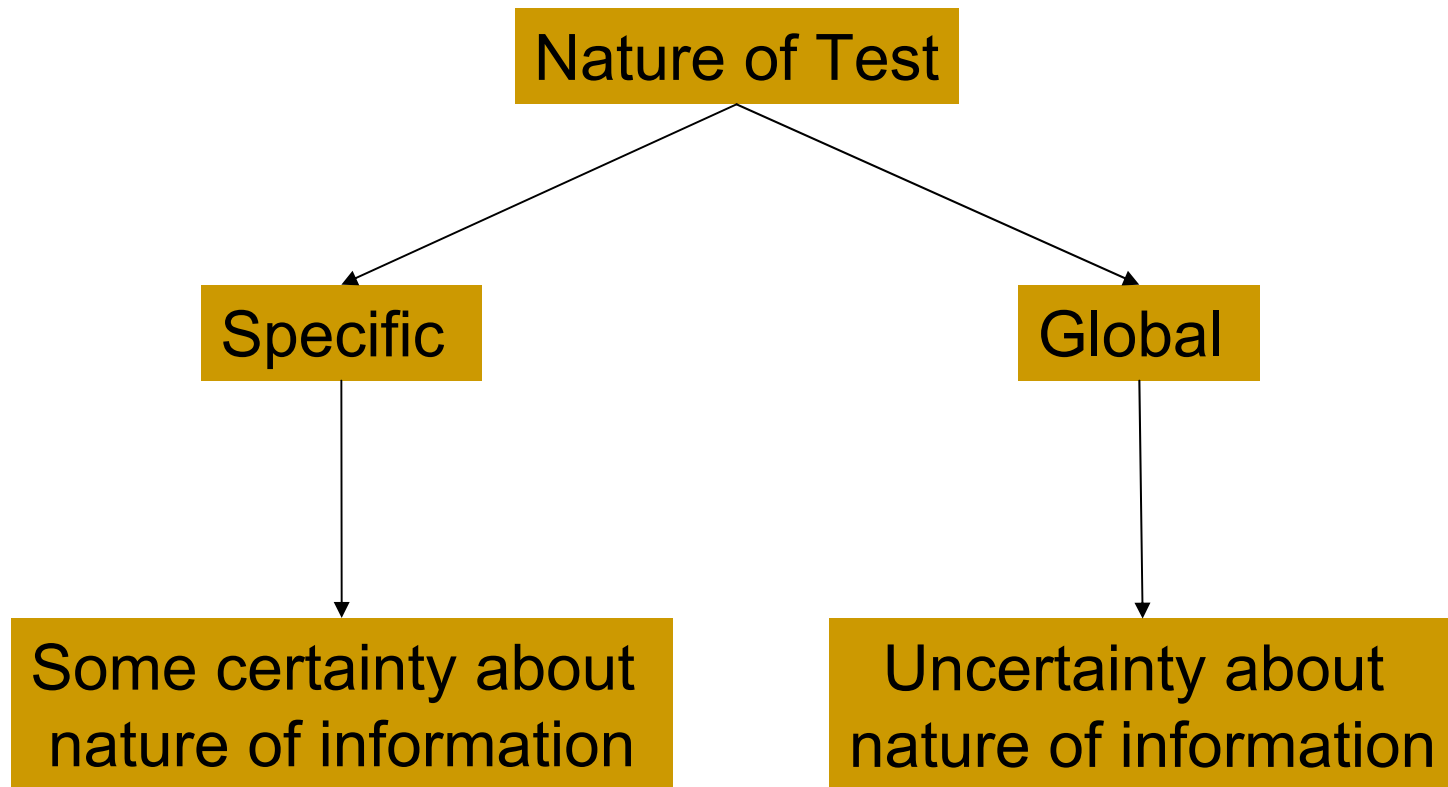 Nature of Test
Specific
Global
Some certainty about
nature of information
Uncertainty about
nature of information